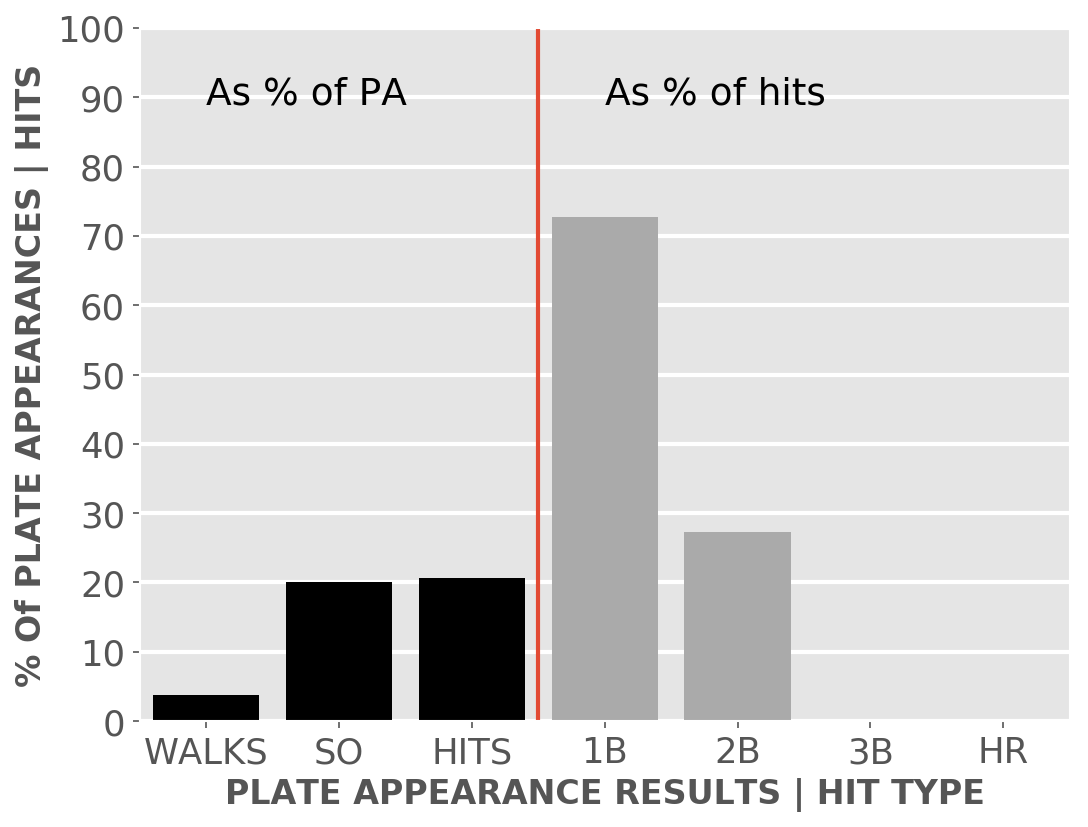 100
90
80
70
60
50
40
30
20
10
0
% Of PLATE APPEARANCES | HITS
As % of PA
As % of hits
WALKS SO HITS 1B 2B 3B HR
PLATE APPEARANCE RESULTS | HIT TYPE